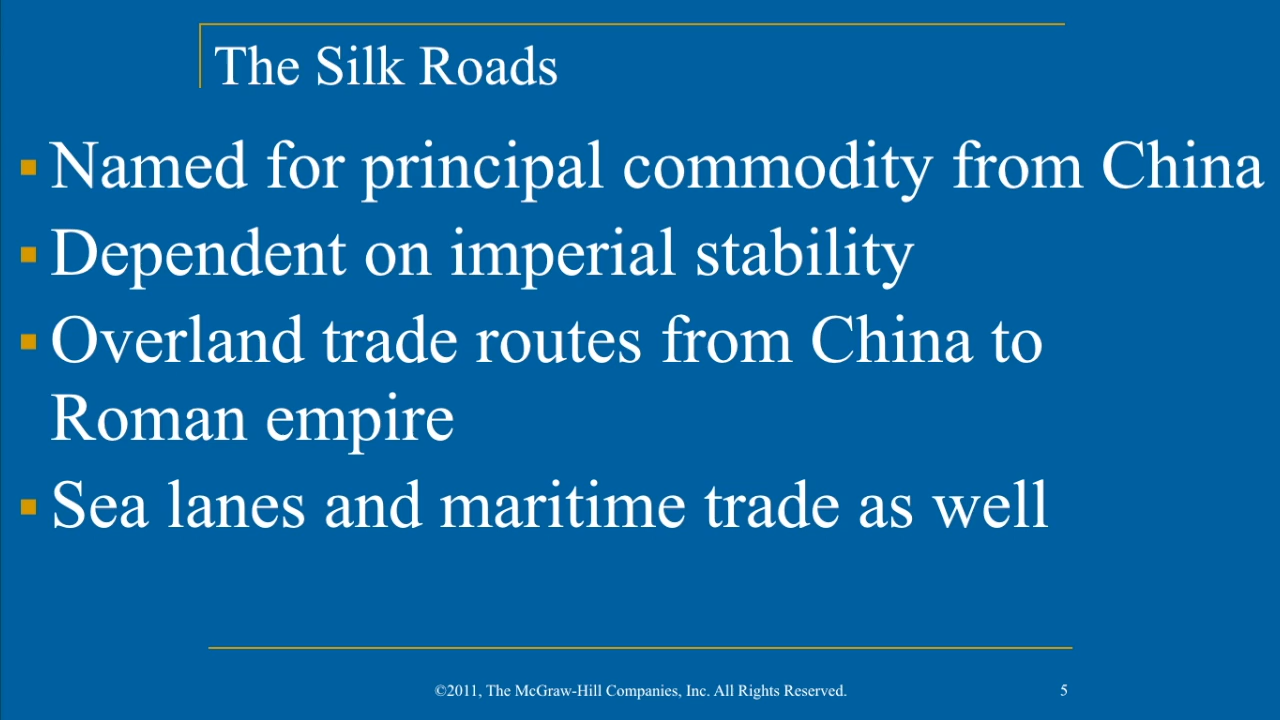 The Silk Roads
▪ Named for principal commodity from China
▪ Dependent on imperial stability
▪ Overland trade routes from China to
Roman empire
▪ Sea lanes and maritime trade as well
©2011, The McGraw-Hill Companies, Inc. All Rights Reserved.
5